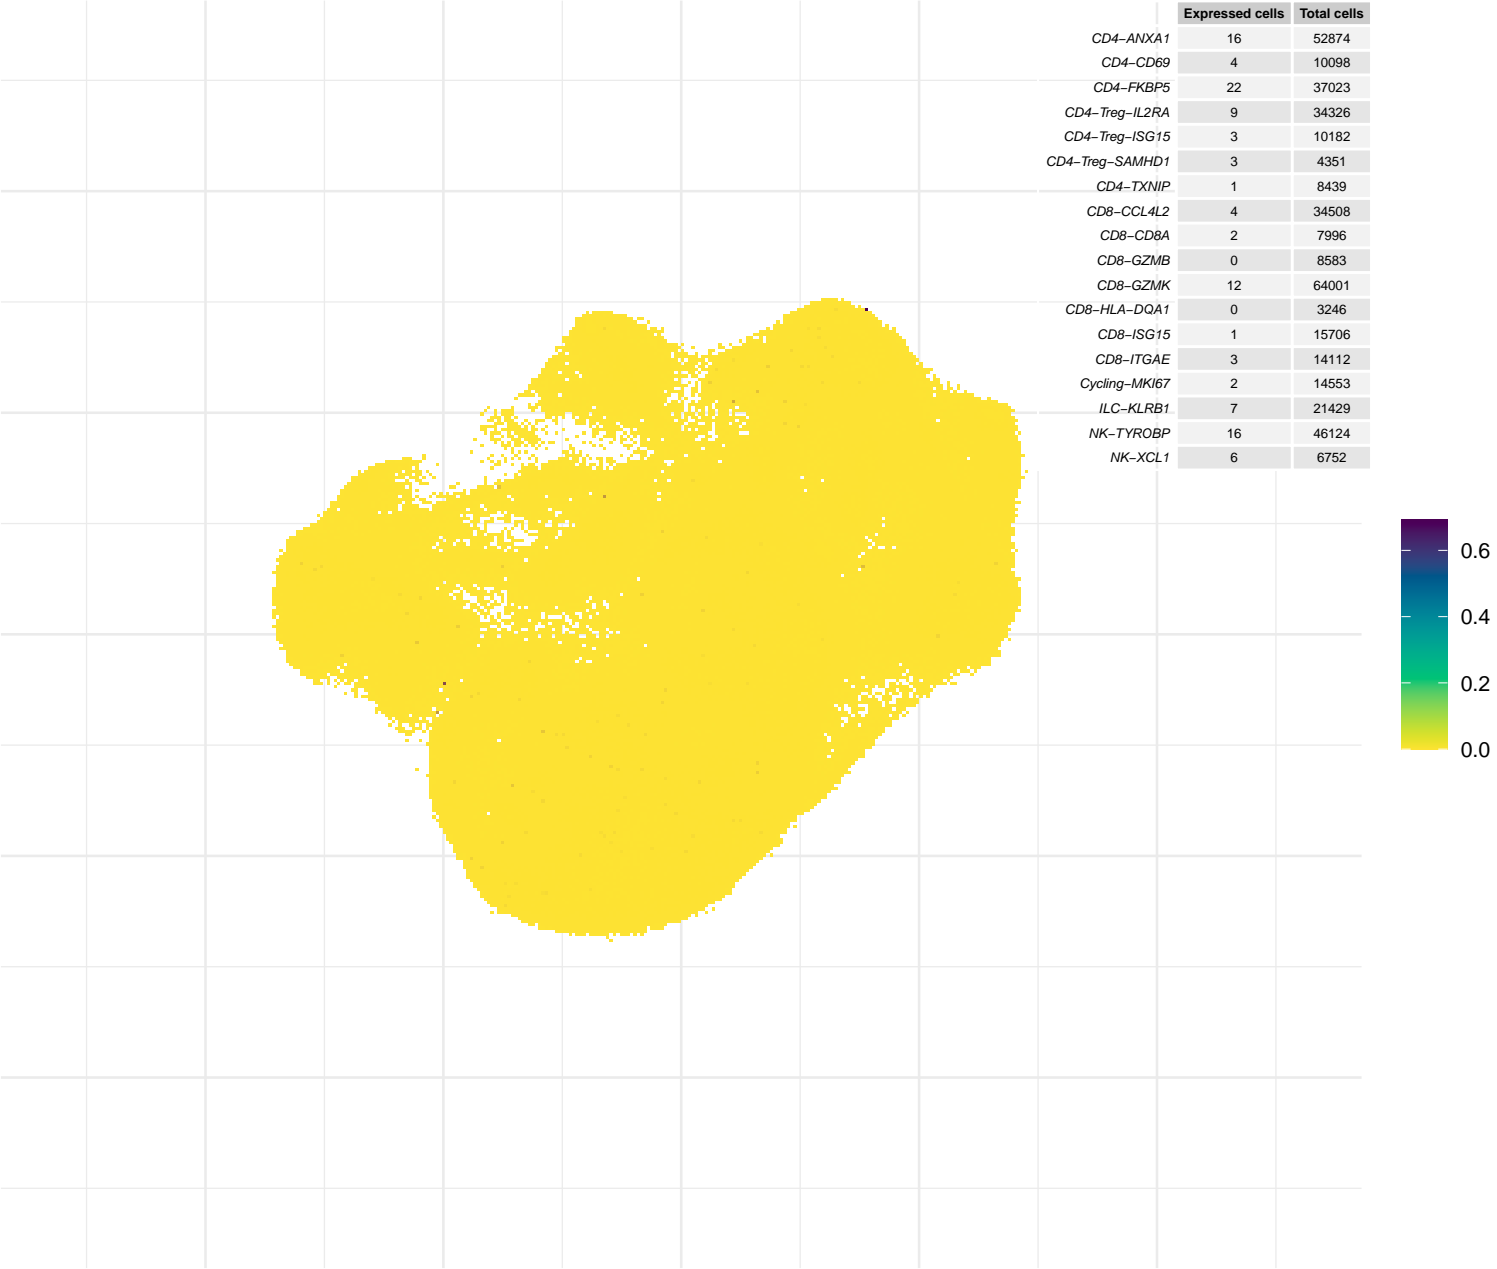 Expressed cells Total cells
CD4−ANXA1 16 52874
CD4−CD69 4 10098
CD4−FKBP5 22 37023
CD4−Treg−IL2RA 9 34326
CD4−Treg−ISG15 3 10182
CD4−Treg−SAMHD1 3 4351
CD4−TXNIP 1 8439
CD8−CCL4L2 4 34508
CD8−CD8A 2 7996
CD8−GZMB 0 8583
CD8−GZMK 12 64001
CD8−HLA−DQA1 0 3246
CD8−ISG15 1 15706
CD8−ITGAE 3 14112
Cycling−MKI67 2 14553
ILC−KLRB1 7 21429
NK−TYROBP 16 46124
NK−XCL1 6 6752
0.6
0.4
0.2
0.0